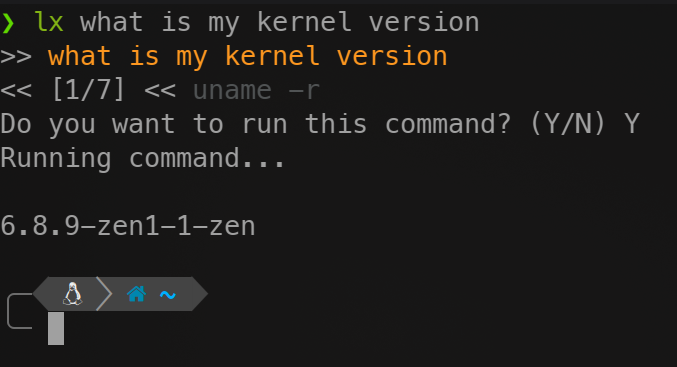 ❯ lx what is my kernel version
>> what is my kernel version
<< [1/7] << uname -r
Do you want to run this command? (Y/N) Y
Running command...
6.8.9-zen1-1-zen
~